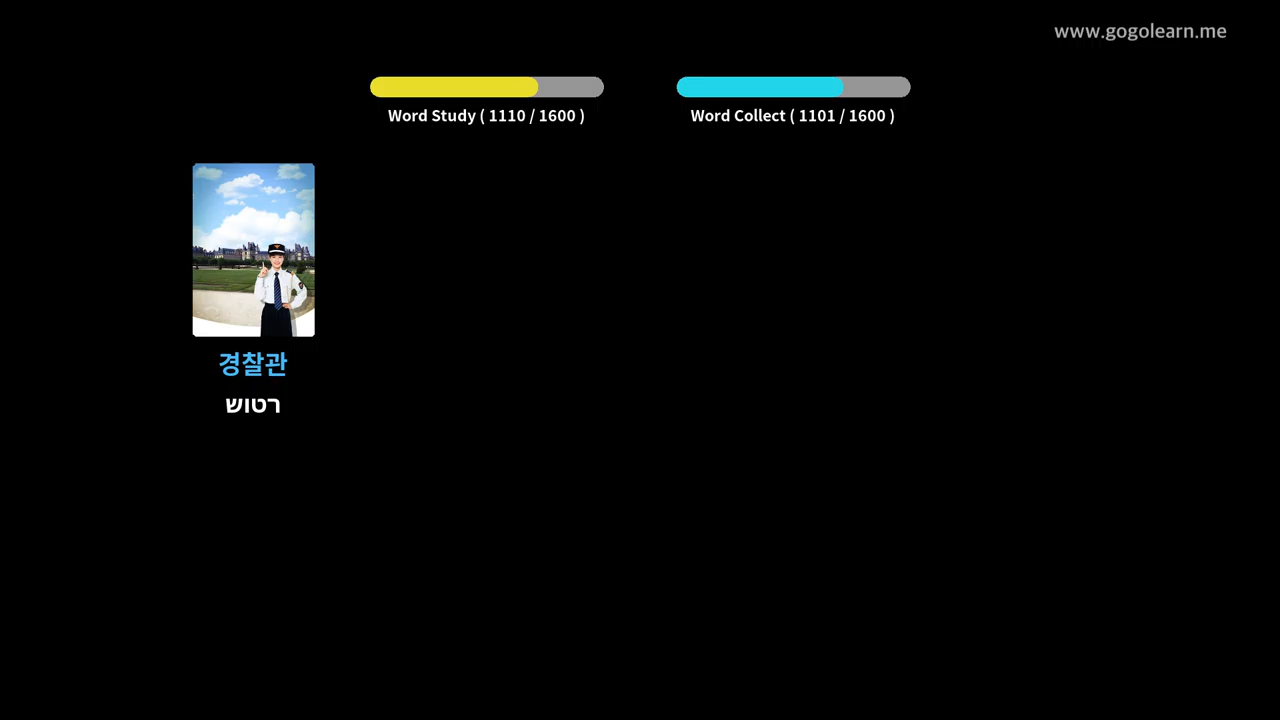 www.gogolearn.me
Word Study ( 1110 / 1600 )
Word Collect ( 1101 / 1600 )
경찰관
שוטר